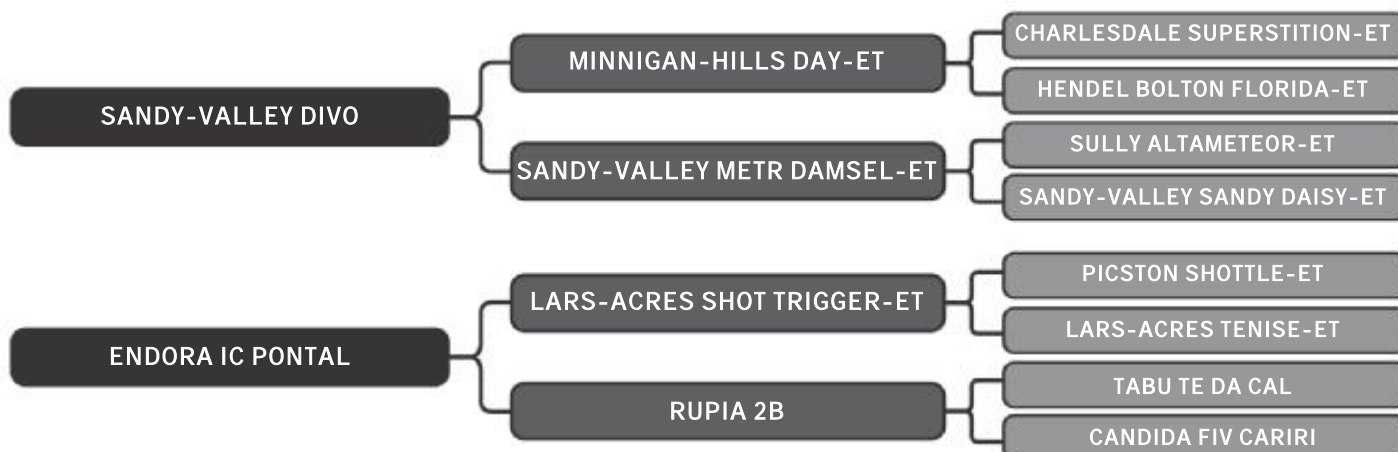 CHARLESDALE SUPERSTITION-ET
MINNIGAN-HILLS DAY-ET
HENDEL BOLTON FLORIDA-ET
SANDY-VALLEY DIVO
SULLY ALTAMETEOR-ET
SANDY-VALLEY METR DAMSEL-ET
SANDY-VALLEY SANDY DAISY-ET
PICSTON SHOTTLE-ET
LARS-ACRES SHOT TRIGGER-ET
LARS-ACRES TENISE-ET
ENDORA IC PONTAL
TABU TE DA CAL
RUPIA 2B
CANDIDA FIV CARIRI